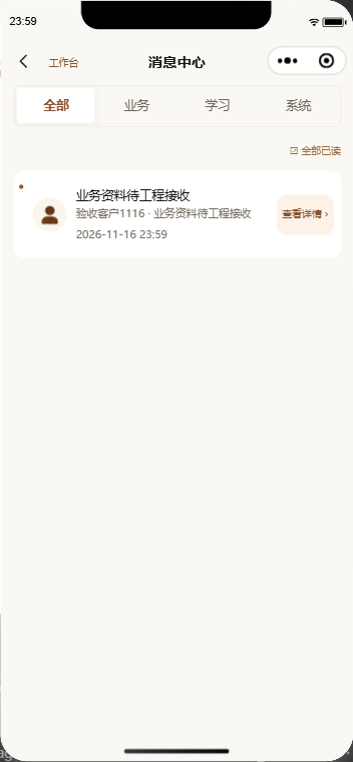 23:59
工作台
消息中心
全部 业务 学习 系统
全部已读
业务资料待工程接收
验收客户1116 · 业务资料待工程接收
查看详情 ›
2026-11-16 23:59